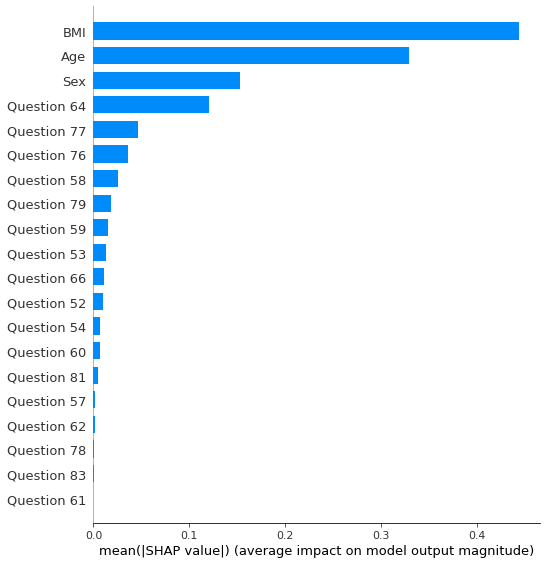 BMI
Age
Sex
Question 64
Question 77
Question 76
Question 58
Question 79
Question 59
Question 53
Question 66
Question 52
Question 54
Question 60
Question 81
Question 57
Question 62
Question 78
Question 83
Question 61
0.0 0.1 0.2 0.3 0.4
mean(|SHAP value|) (average impact on model output magnitude)